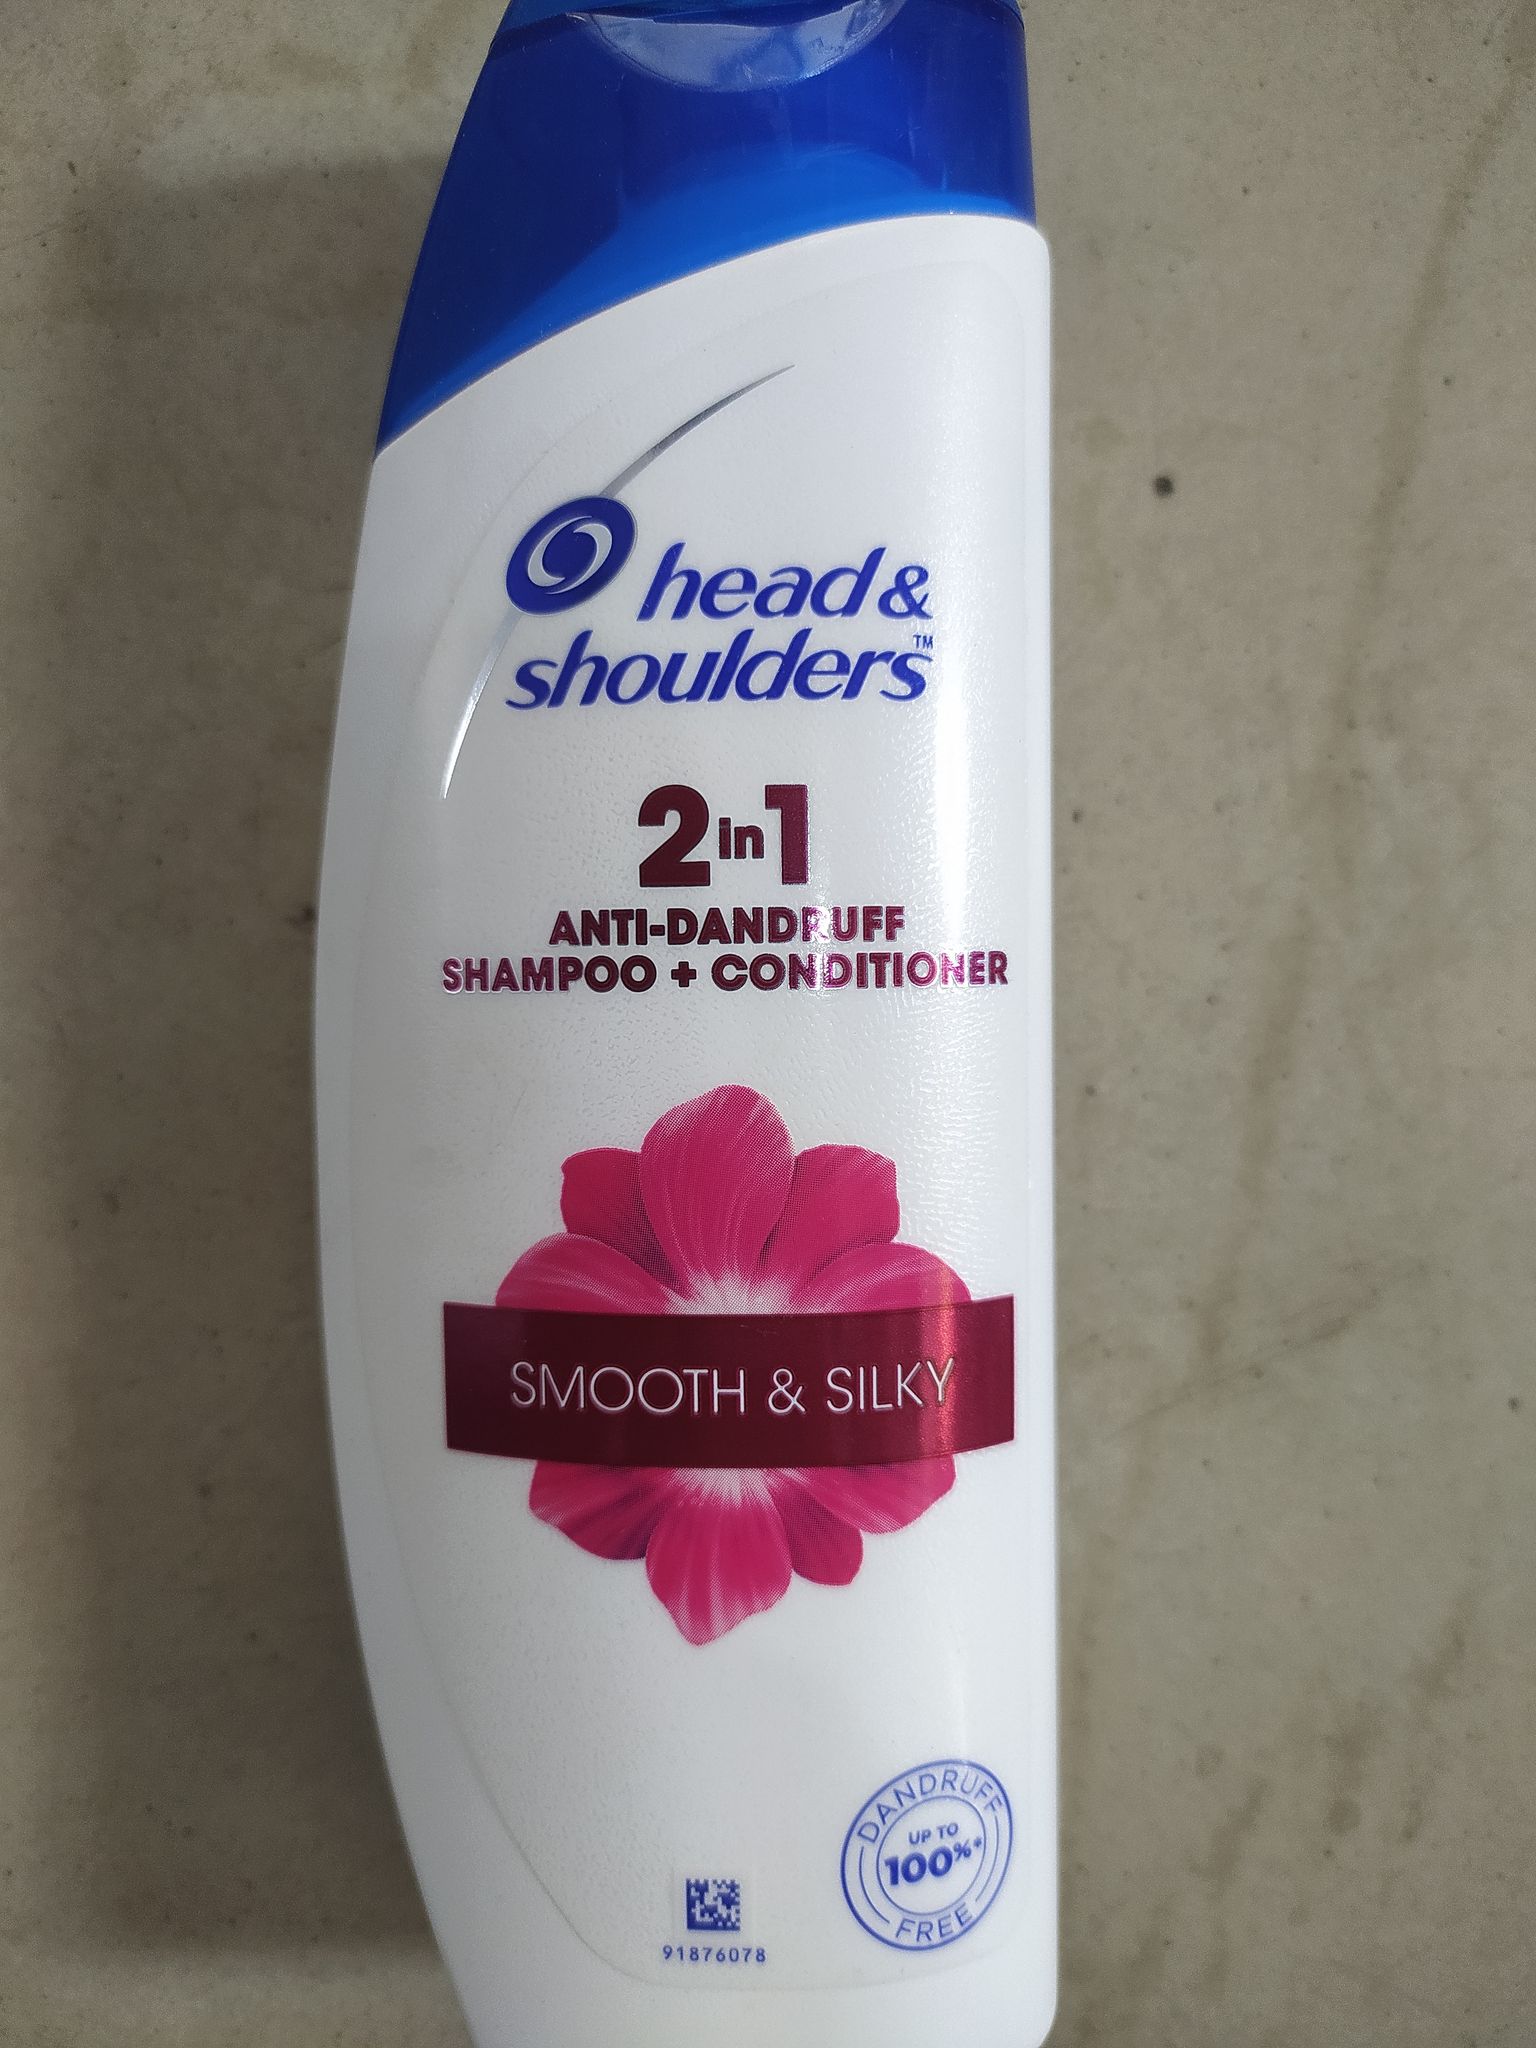 head &
shoulders™
2in1
ANTI-DANDRUFF
SHAMPOO + CONDITIONER
SMOOTH & SILKY
DANDRUFF
UP TO
100%*
FREE
91876078